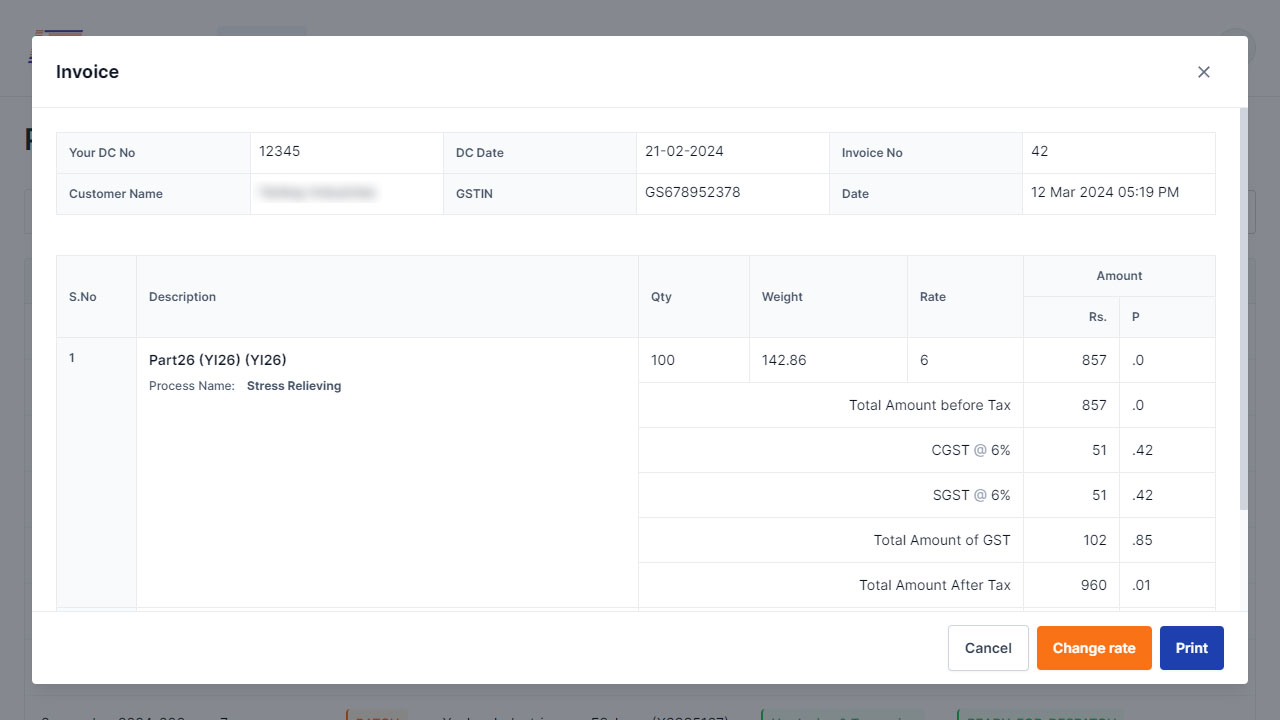 Invoice
Your DC No 12345 DC Date 21-02-2024 Invoice No 42
Customer Name GSTIN GS678952378 Date 12 Mar 2024 05:19 PM
S.No Description Qty Weight Rate Amount
Rs. P
1 Part26 (YI26) (YI26) 100 142.86 6 857 .0
Process Name: Stress Relieving
Total Amount before Tax 857 .0
CGST @ 6% 51 .42
SGST @ 6% 51 .42
Total Amount of GST 102 .85
Total Amount After Tax 960 .01
Cancel Change rate Print